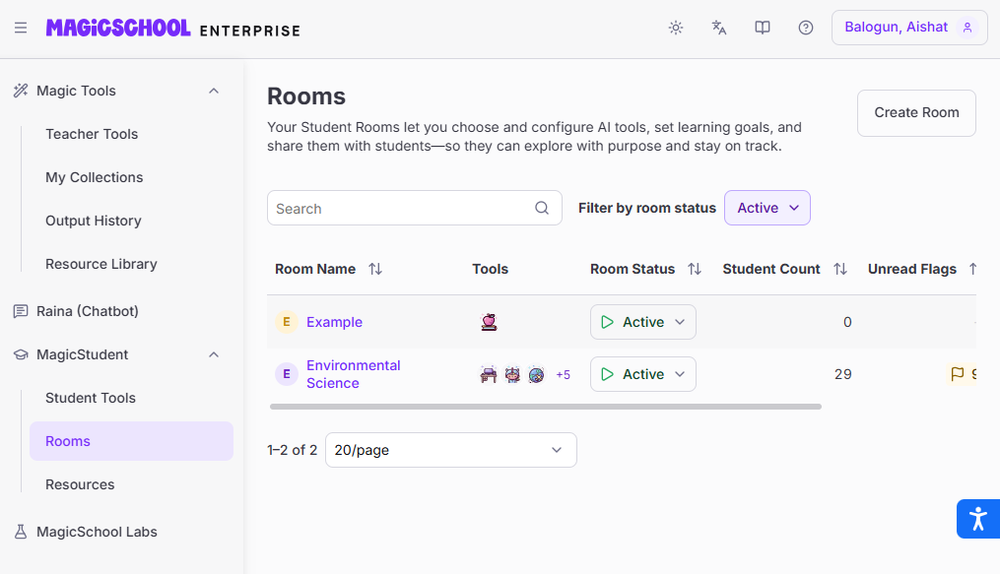 MAGICSCHOOL ENTERPRISE
Balogun, Aishat
Magic Tools
Teacher Tools
My Collections
Output History
Resource Library
Raina (Chatbot)
MagicStudent
Student Tools
Rooms
Resources
MagicSchool Labs
Rooms
Your Student Rooms let you choose and configure AI tools, set learning goals, and
share them with students—so they can explore with purpose and stay on track.
Create Room
Search
Filter by room status
Active
Room Name Tools Room Status Student Count Unread Flags
E Example Active 0
E Environmental
Science
+5 Active 29
1–2 of 2 20/page